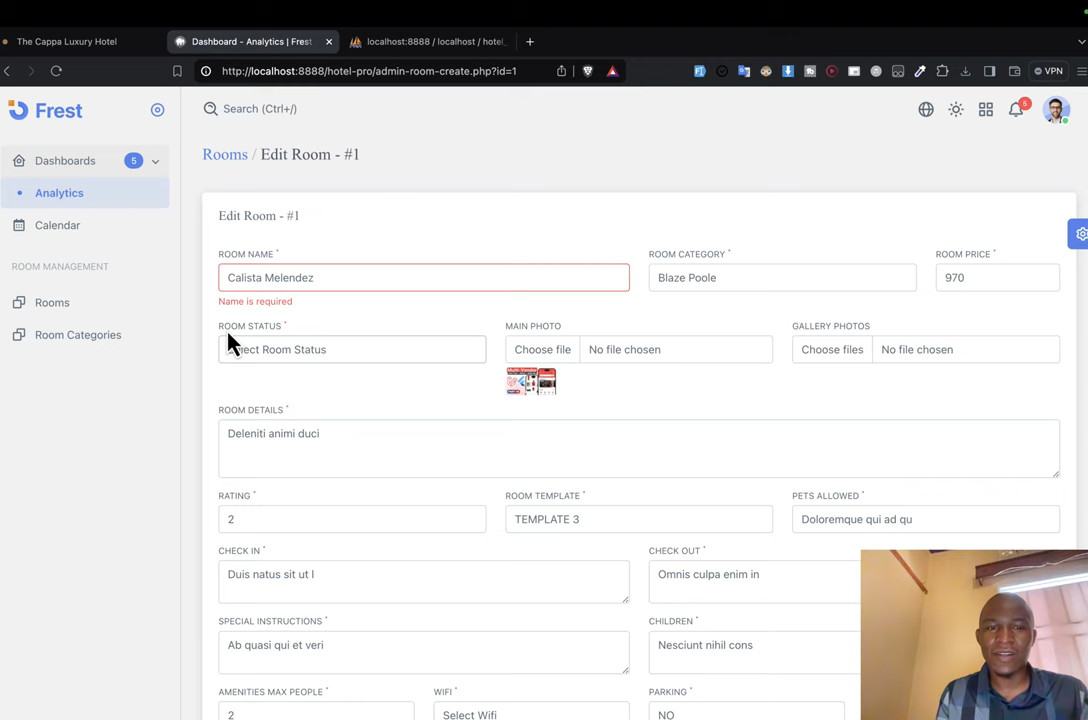 The Cappa Luxury Hotel
Dashboard - Analytics | Frest
localhost:8888 / localhost / hotel_
http://localhost:8888/hotel-pro/admin-room-create.php?id=1
VPN
Frest
Search (Ctrl+/)
5
Dashboards 5
Analytics
Calendar
ROOM MANAGEMENT
Rooms
Room Categories
Rooms / Edit Room - #1
Edit Room - #1
ROOM NAME *
ROOM CATEGORY *
ROOM PRICE *
Calista Melendez
Blaze Poole
970
Name is required
ROOM STATUS *
MAIN PHOTO
GALLERY PHOTOS
Room Status
Choose file No file chosen
Choose files No file chosen
ROOM DETAILS *
Deleniti animi duci
RATING *
ROOM TEMPLATE *
PETS ALLOWED *
2
TEMPLATE 3
Doloremque qui ad qu
CHECK IN *
CHECK OUT *
Duis natus sit ut l
Omnis culpa enim in
SPECIAL INSTRUCTIONS *
CHILDREN *
Ab quasi qui et veri
Nesciunt nihil cons
AMENITIES MAX PEOPLE *
WIFI *
PARKING *
2
Select Wifi
NO